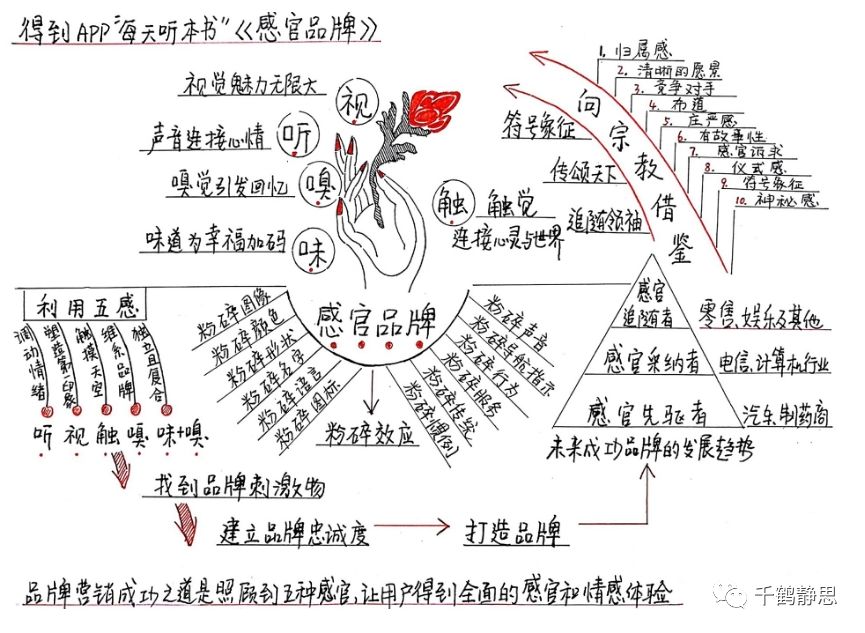 得到APP“每天听本书”《感官品牌》
视觉魅力无限大
视
声音连接心情
听
嗅觉引发回忆
嗅
味道为幸福加码
味
触
触觉
连接心灵与世界
符号象征
传颂天下
追随领袖
向宗教借鉴
1. 归属感
2. 清晰的愿景
3. 竞争对手
4. 布道
5. 庄严感
6. 有故事性
7. 感官诉求
8. 仪式感
9. 符号象征
10. 神秘感
利用五感
调动情绪
塑造第一印象
触摸天空
维系品牌
独立且复合
听 视 触 嗅 味+嗅
感官品牌
粉碎图像
粉碎颜色
粉碎形状
粉碎名字
粉碎语言
粉碎图标
粉碎声音
粉碎导航指示
粉碎行为
粉碎服务
粉碎传统
粉碎惯例
粉碎效应
感官
追随者
零售、娱乐及其他
感官采纳者
电信、计算机行业
感官先驱者
汽车、制药商
未来成功品牌的发展趋势
找到品牌刺激物
建立品牌忠诚度
打造品牌
品牌营销成功之道是照顾到五种感官,让用户得到全面的感官和情感体验
千鹤静思